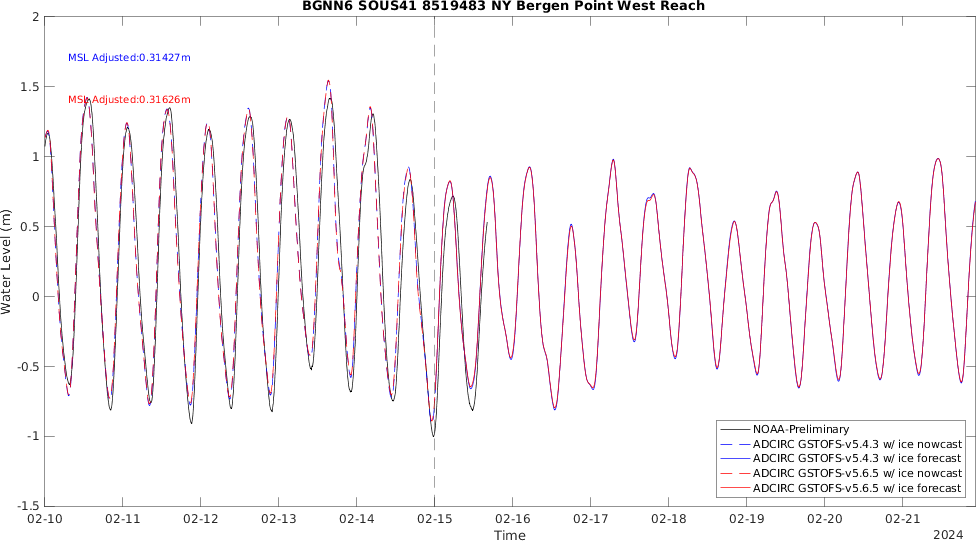 BGNN6 SOUS41 8519483 NY Bergen Point West Reach
2
1.5
1
0.5
0
-0.5
-1
-1.5
Water Level (m)
MSL Adjusted:0.31427m
MSL Adjusted:0.31626m
NOAA-Preliminary
ADCIRC GSTOFS-v5.4.3 w/ ice nowcast
ADCIRC GSTOFS-v5.4.3 w/ ice forecast
ADCIRC GSTOFS-v5.6.5 w/ ice nowcast
ADCIRC GSTOFS-v5.6.5 w/ ice forecast
02-10 02-11 02-12 02-13 02-14 02-15 02-16 02-17 02-18 02-19 02-20 02-21
Time
2024